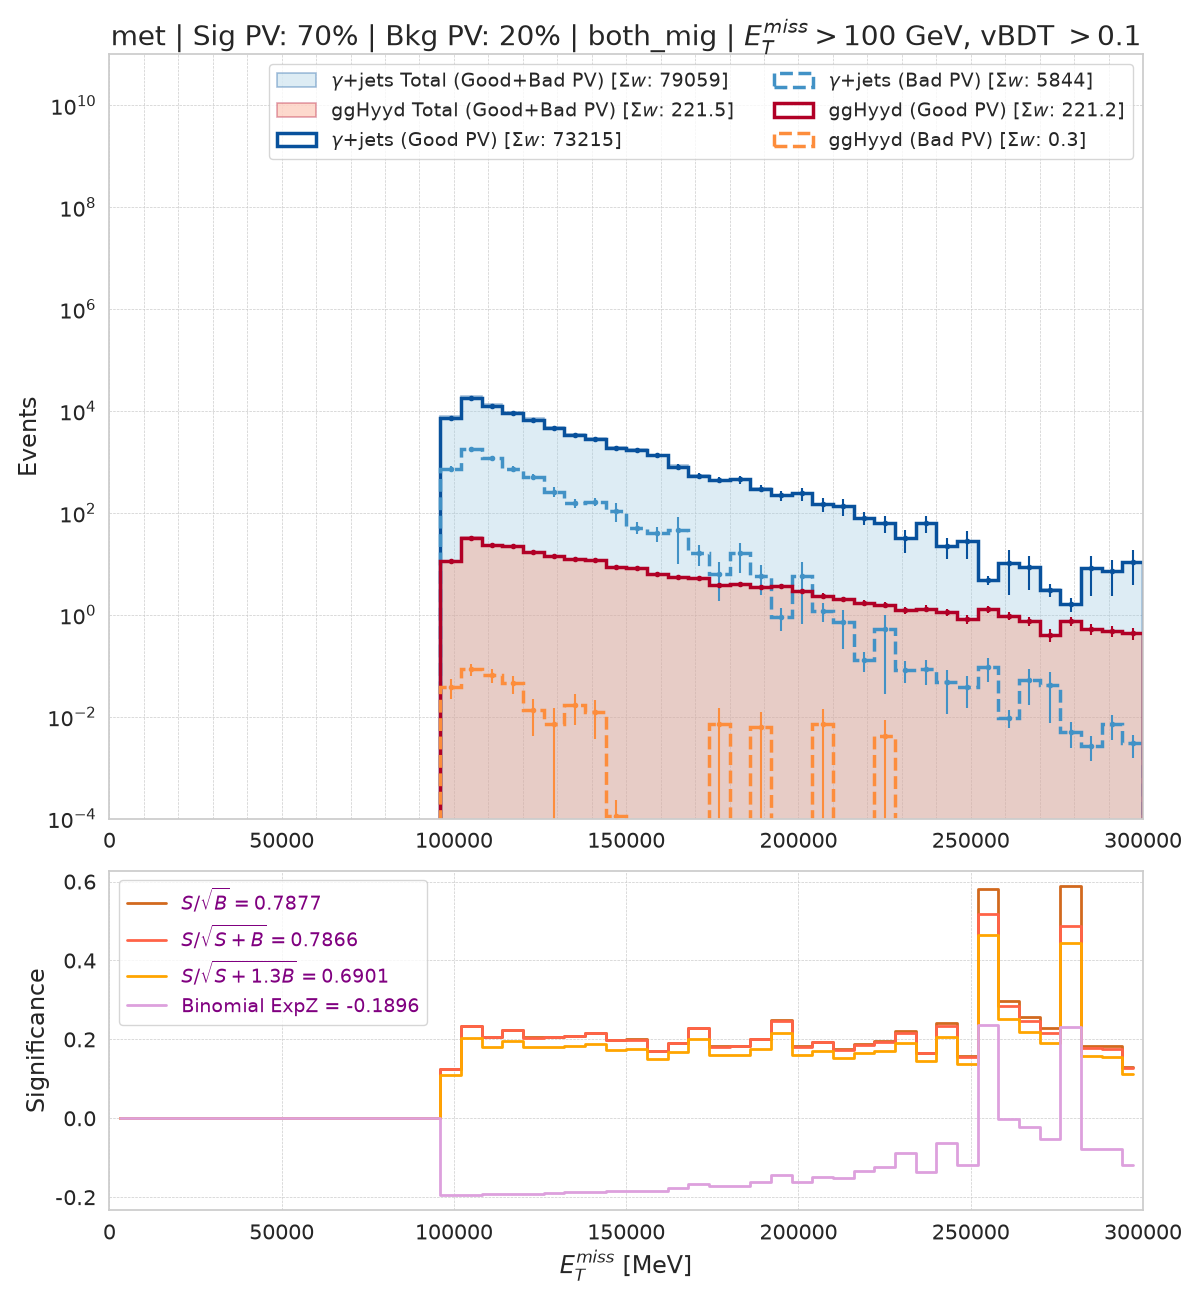 met | Sig PV: 70% | Bkg PV: 20% | both_mig | $E_T^{miss} > 100$ GeV, vBDT $> 0.1$
γ+jets Total (Good+Bad PV) [Σw: 79059]
ggHyyd Total (Good+Bad PV) [Σw: 221.5]
γ+jets (Good PV) [Σw: 73215]
γ+jets (Bad PV) [Σw: 5844]
ggHyyd (Good PV) [Σw: 221.2]
ggHyyd (Bad PV) [Σw: 0.3]
Events
$10^{10}$
$10^{8}$
$10^{6}$
$10^{4}$
$10^{2}$
$10^{0}$
$10^{-2}$
$10^{-4}$
0 50000 100000 150000 200000 250000 300000
$S/\sqrt{B} = 0.7877$
$S/\sqrt{S+B} = 0.7866$
$S/\sqrt{S+1.3B} = 0.6901$
Binomial ExpZ = -0.1896
Significance
0.6
0.4
0.2
0.0
-0.2
0 50000 100000 150000 200000 250000 300000
$E_T^{miss}$ [MeV]